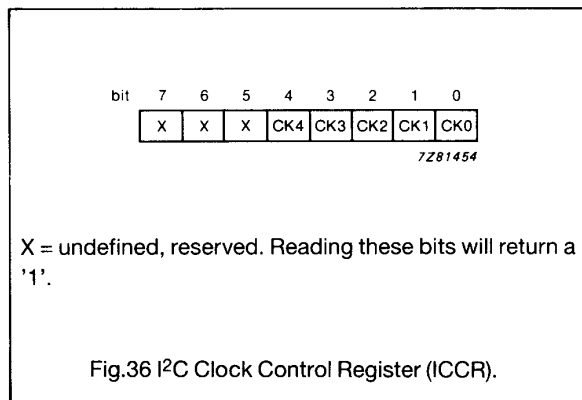 bit 7 6 5 4 3 2 1 0
X X X CK4 CK3 CK2 CK1 CK0
7Z81454
X = undefined, reserved. Reading these bits will return a
'1'.
Fig.36 I²C Clock Control Register (ICCR).